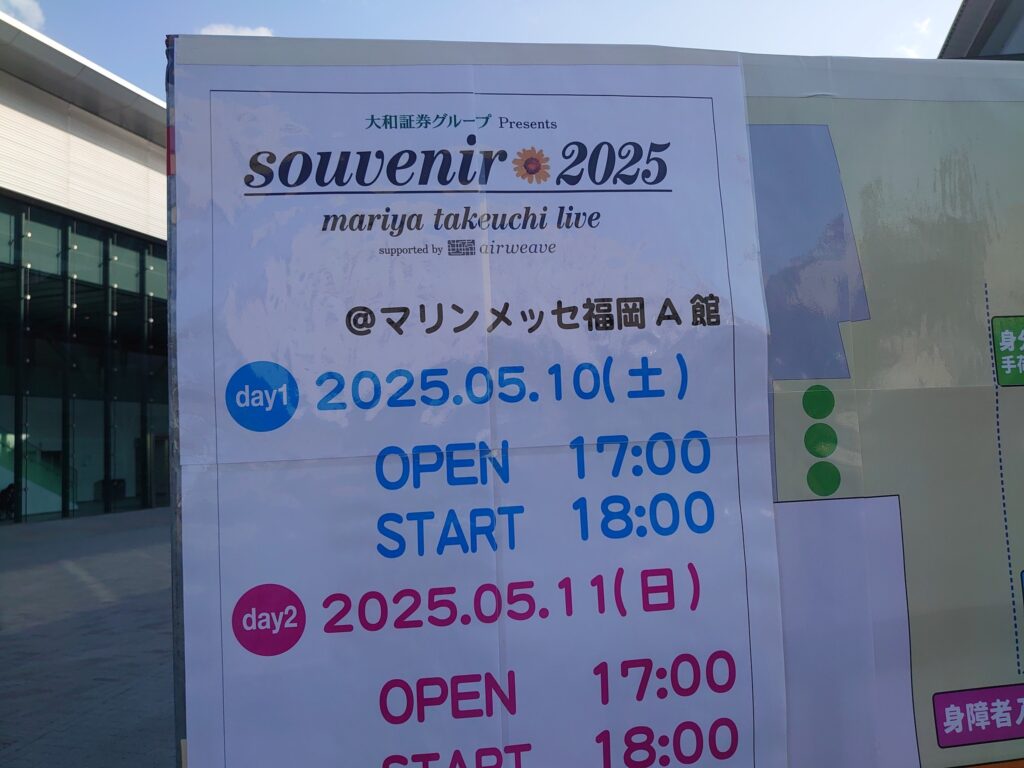 大和証券グループ Presents
souvenir 2025
mariya takeuchi live
supported by airweave
@マリンメッセ福岡 A 館
day1 2025.05.10(土)
OPEN 17:00
START 18:00
day2 2025.05.11(日)
OPEN 17:00
START 18:00
身障者